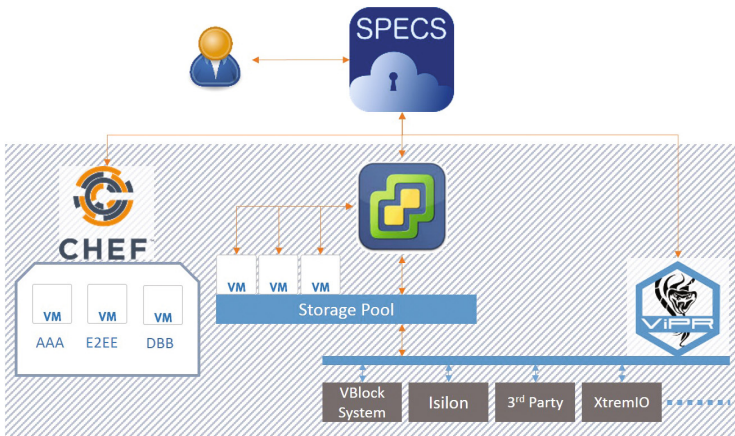 SPECS
CHEF™
VM VM VM
AAA E2EE DBB
VM VM VM
Storage Pool
ViPR
VBlock
System
Isilon
3rd Party
XtremIO